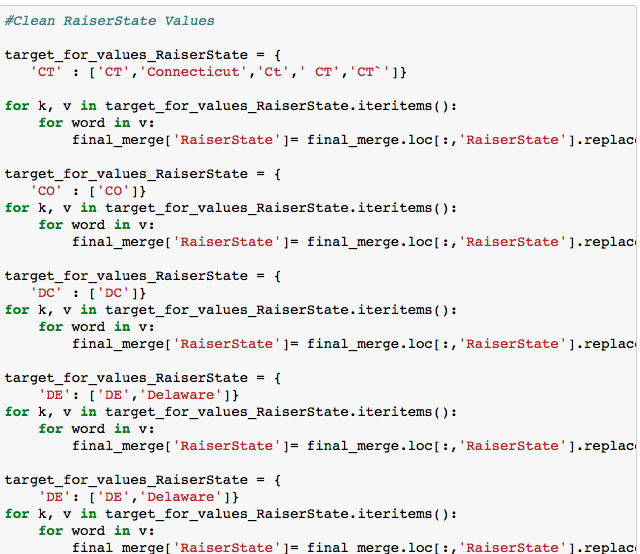 #Clean RaiserState Values
target_for_values_RaiserState = {
'CT' : ['CT','Connecticut','Ct',' CT','CT`']}
for k, v in target_for_values_RaiserState.iteritems():
for word in v:
final_merge['RaiserState']= final_merge.loc[:,'RaiserState'].replac
target_for_values_RaiserState = {
'CO' : ['CO']}
for k, v in target_for_values_RaiserState.iteritems():
for word in v:
final_merge['RaiserState']= final_merge.loc[:,'RaiserState'].replac
target_for_values_RaiserState = {
'DC' : ['DC']}
for k, v in target_for_values_RaiserState.iteritems():
for word in v:
final_merge['RaiserState']= final_merge.loc[:,'RaiserState'].replac
target_for_values_RaiserState = {
'DE': ['DE','Delaware']}
for k, v in target_for_values_RaiserState.iteritems():
for word in v:
final_merge['RaiserState']= final_merge.loc[:,'RaiserState'].replac
target_for_values_RaiserState = {
'DE': ['DE','Delaware']}
for k, v in target_for_values_RaiserState.iteritems():
for word in v:
final_merge['RaiserState']= final_merge.loc[:,'RaiserState'].replac